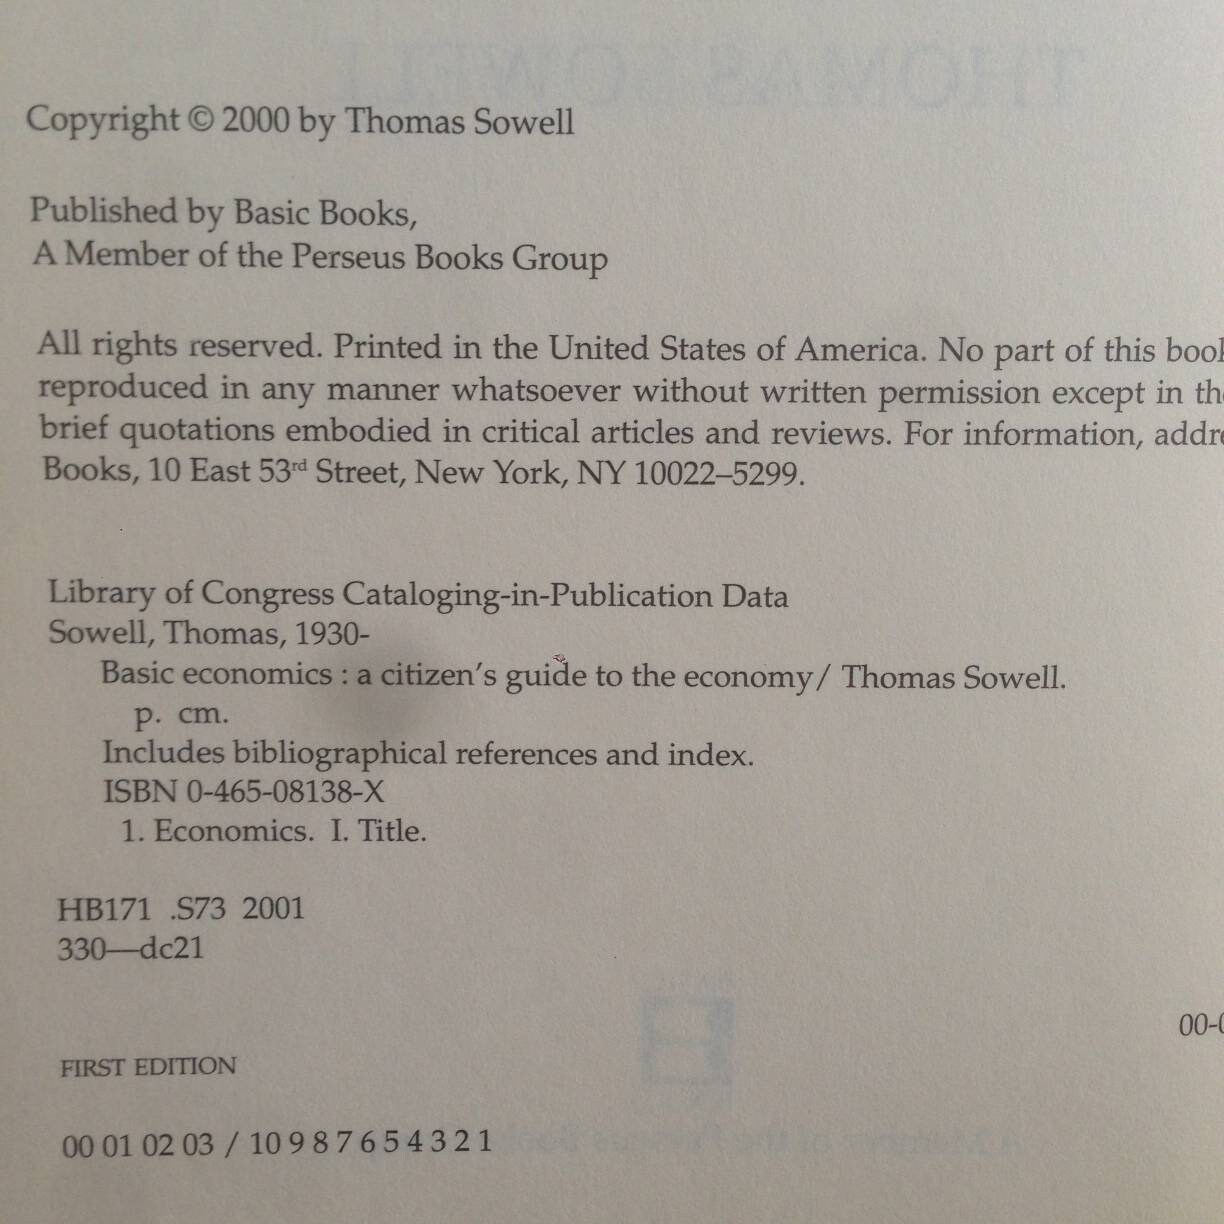 Copyright © 2000 by Thomas Sowell
Published by Basic Books,
A Member of the Perseus Books Group
All rights reserved. Printed in the United States of America. No part of this
reproduced in any manner whatsoever without written permission except in
brief quotations embodied in critical articles and reviews. For information,
Books, 10 East 53rd Street, New York, NY 10022–5299.
Library of Congress Cataloging-in-Publication Data
Sowell, Thomas, 1930-
Basic economics : a citizen's guide to the economy/ Thomas Sowell.
p. cm.
Includes bibliographical references and index.
ISBN 0-465-08138-X
1. Economics. I. Title.
HB171 .S73 2001
330—dc21
FIRST EDITION
00 01 02 03 / 10 9 8 7 6 5 4 3 2 1